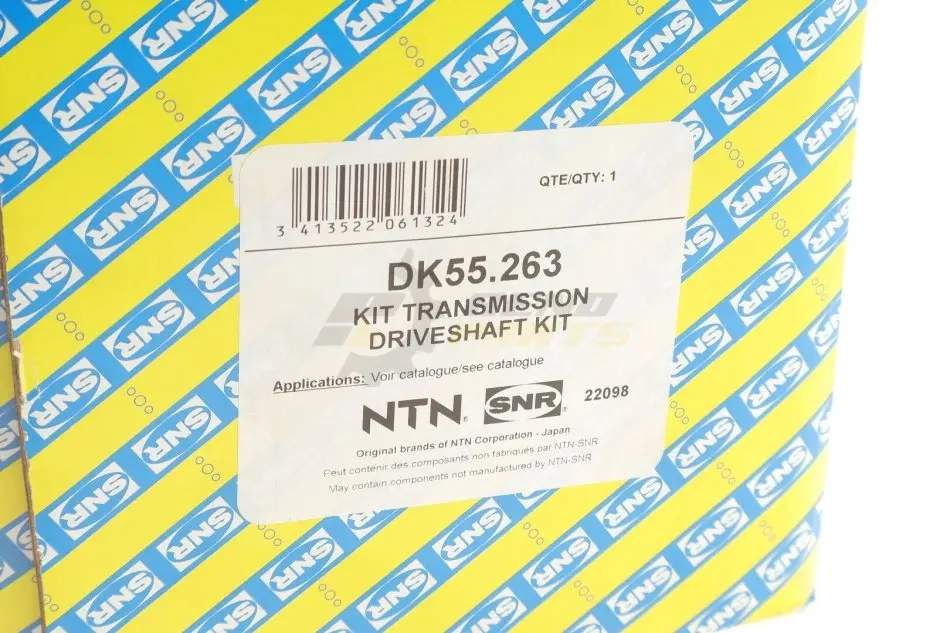 QTE/QTY: 1
3 413522 061324
DK55.263
KIT TRANSMISSION
DRIVESHAFT KIT
Applications: Voir catalogue/see catalogue
NTN® SNR® 22098
Original brands of NTN Corporation - Japan
Peut contenir des composants non fabriqués par NTN-SNR
May contain components not manufactured by NTN-SNR
SNR